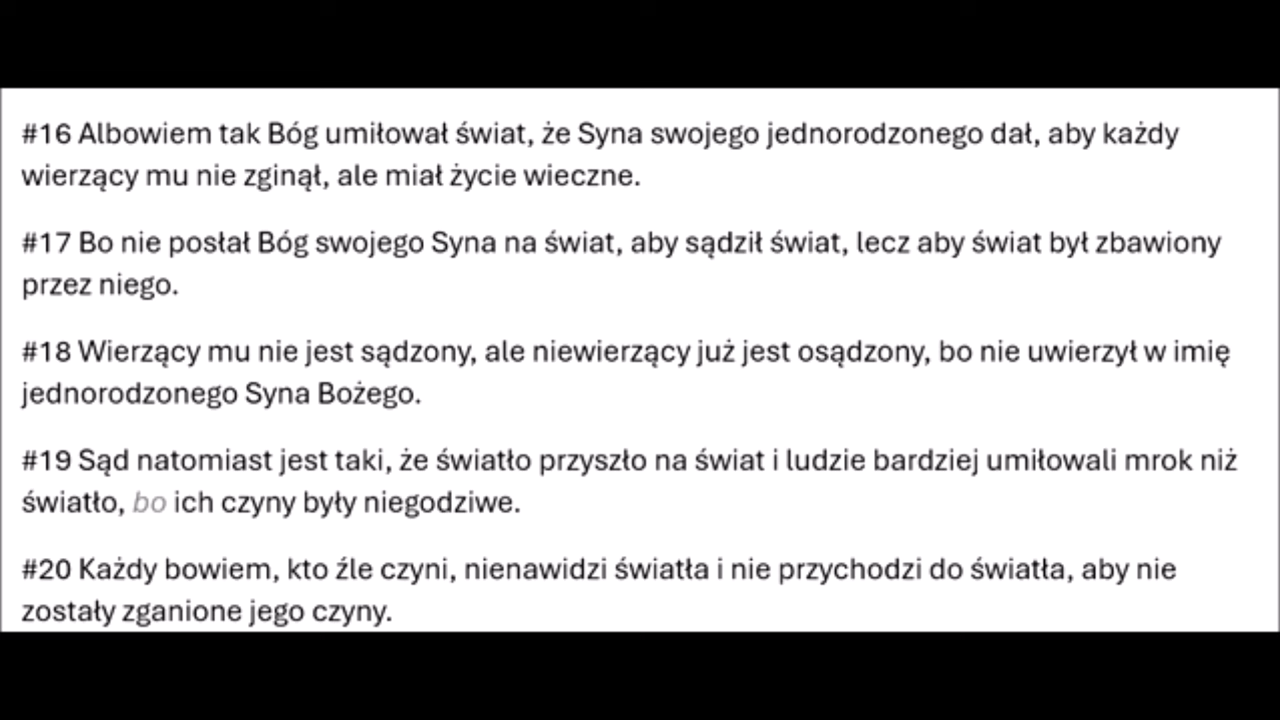 #16 Albowiem tak Bóg umiłował świat, że Syna swojego jednorodzonego dał, aby każdy
wierzący mu nie zginął, ale miał życie wieczne.
#17 Bo nie posłał Bóg swojego Syna na świat, aby sądził świat, lecz aby świat był zbawiony
przez niego.
#18 Wierzący mu nie jest sądzony, ale niewierzący już jest osądzony, bo nie uwierzył w imię
jednorodzonego Syna Bożego.
#19 Sąd natomiast jest taki, że światło przyszło na świat i ludzie bardziej umiłowali mrok niż
światło, bo ich czyny były niegodziwe.
#20 Każdy bowiem, kto źle czyni, nienawidzi światła i nie przychodzi do światła, aby nie
zostały zganione jego czyny.